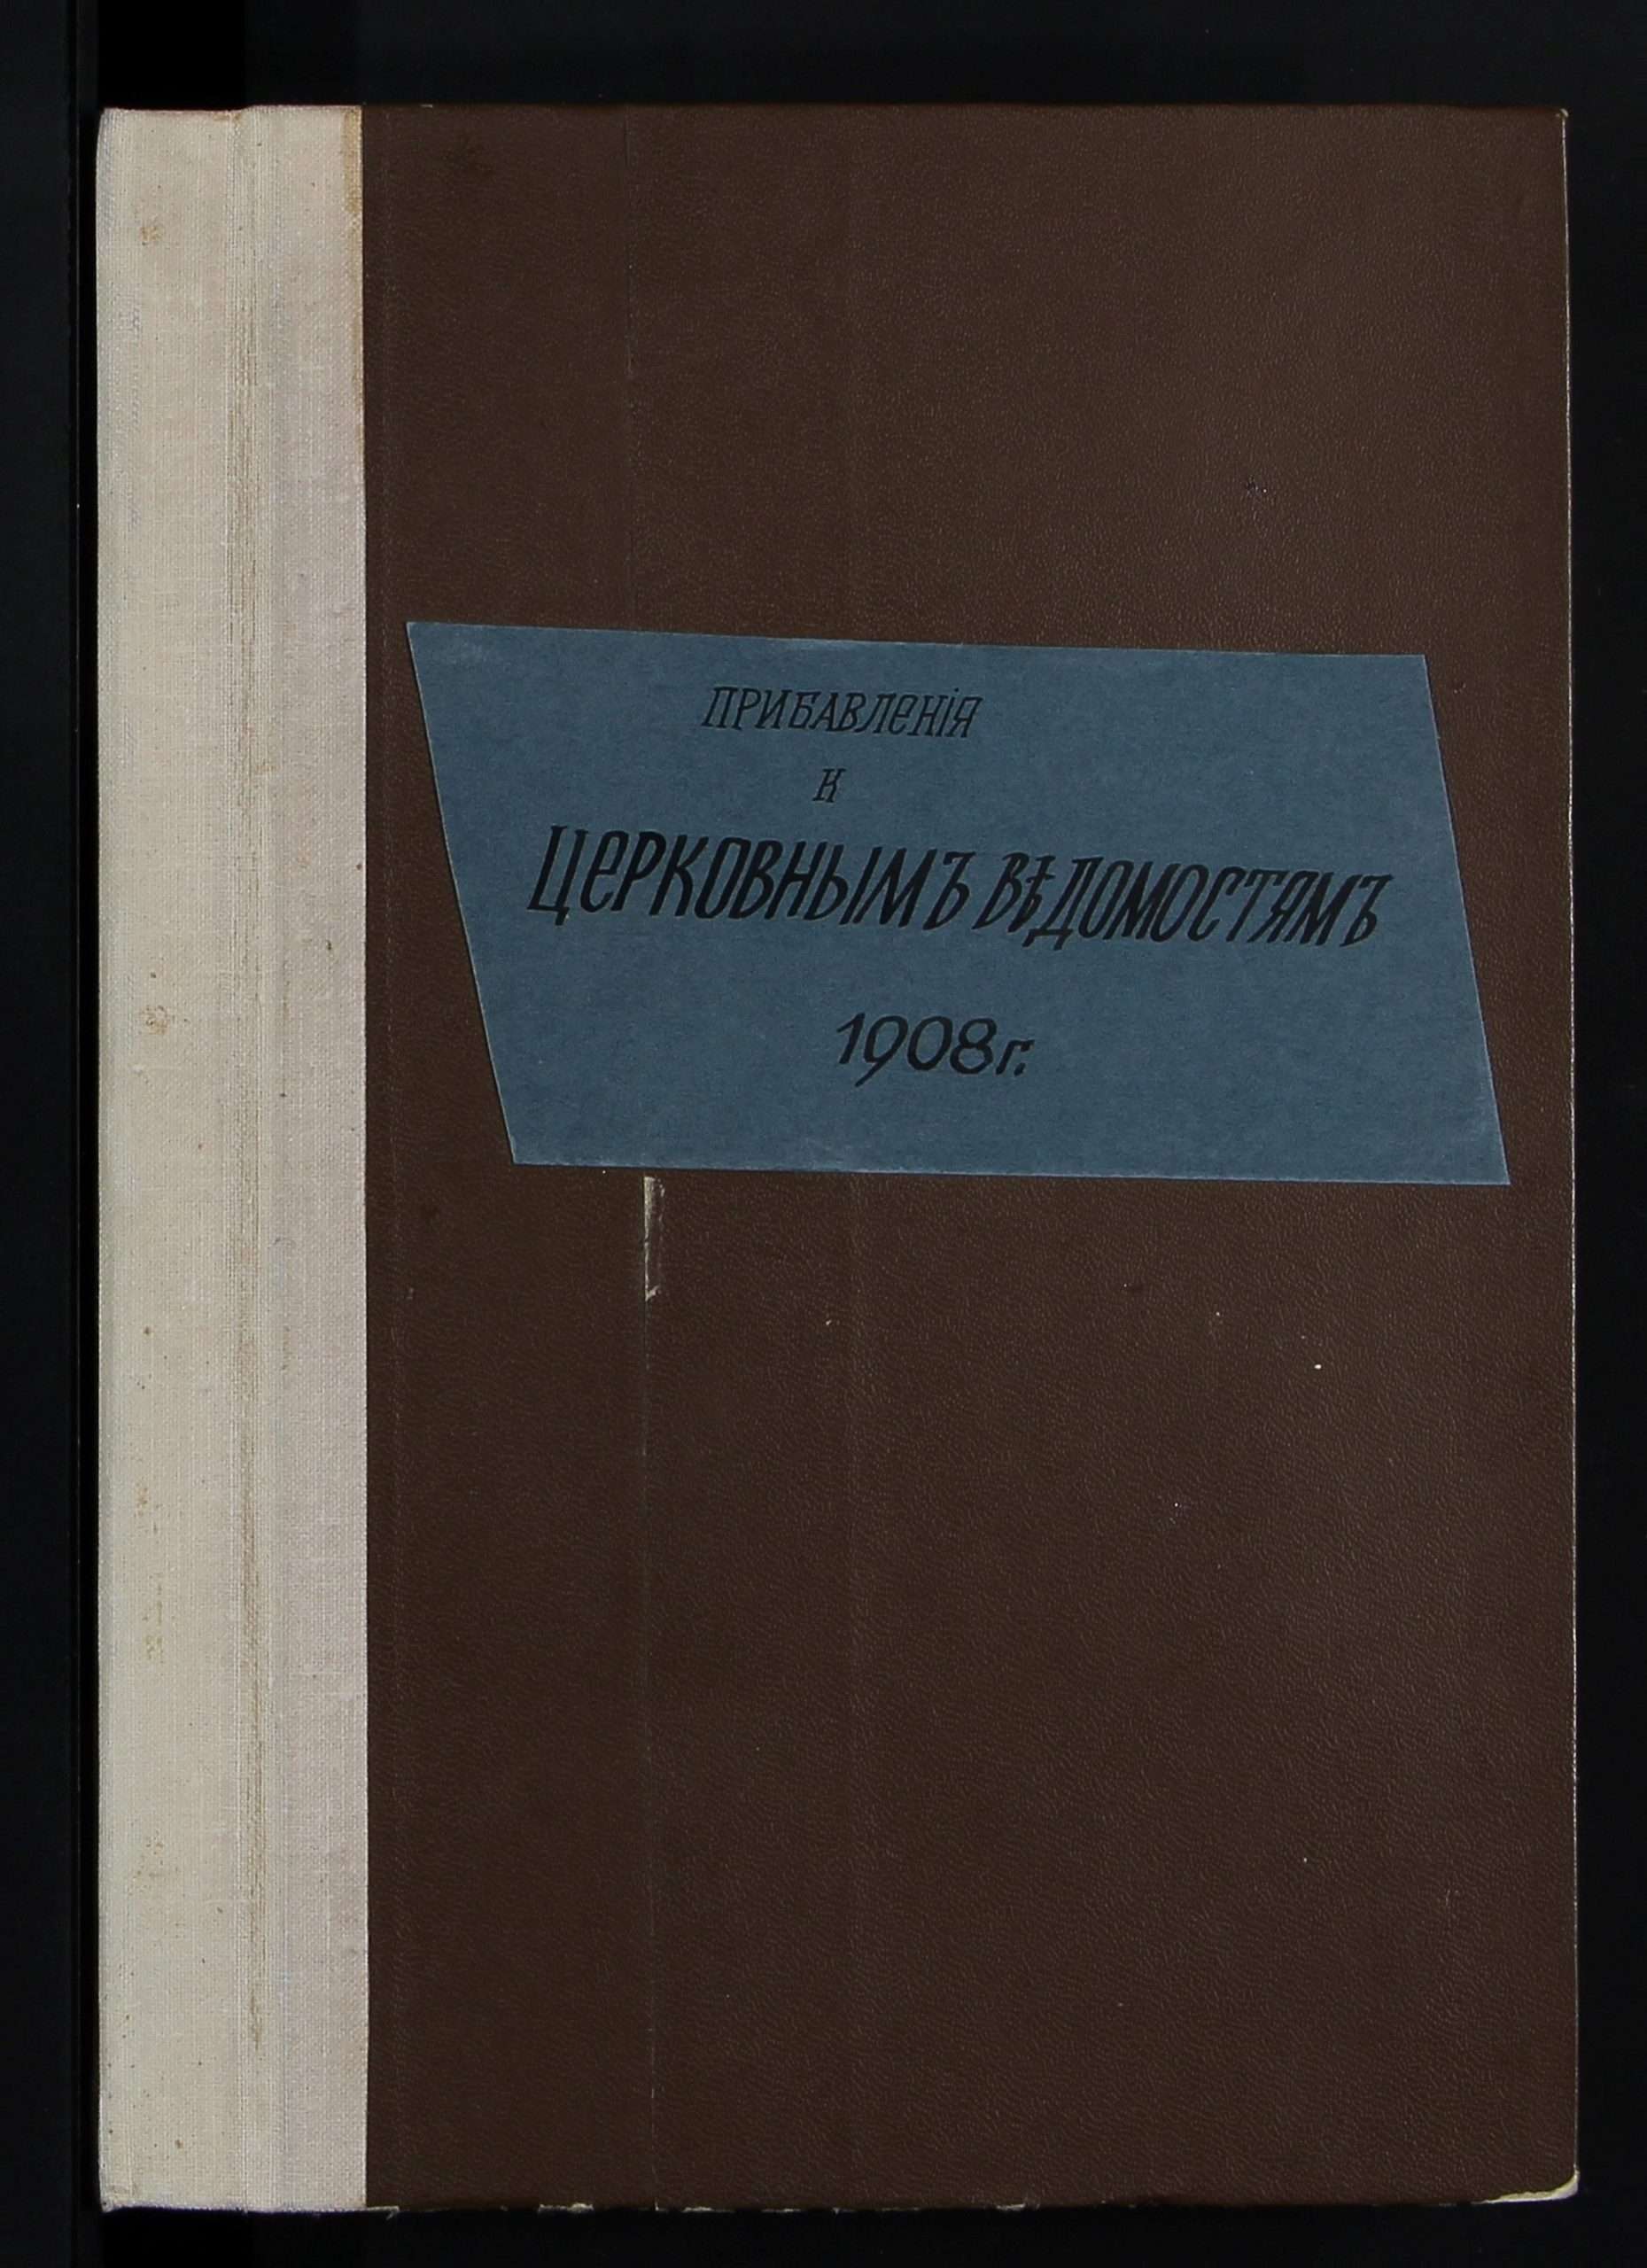 ПРИБАВЛЕНІЯ
К
ЦЕРКОВНЫМЪ ВѢДОМОСТЯМЪ
1908 г.